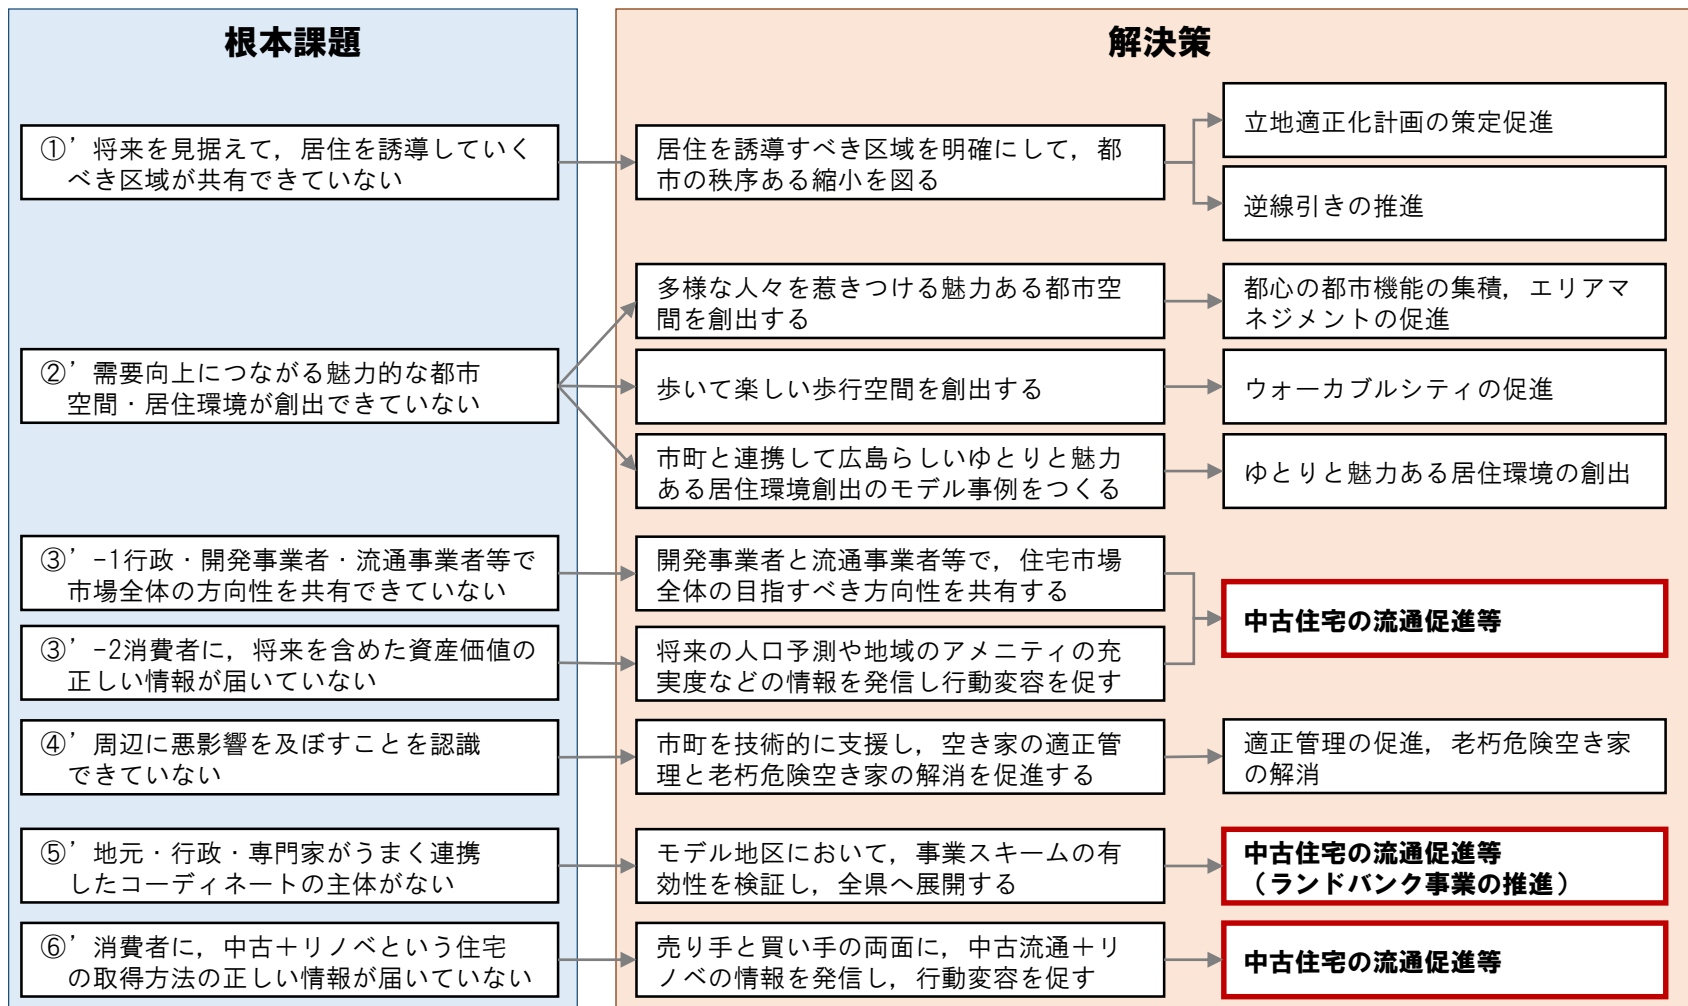 根本課題
解決策
①’将来を見据えて，居住を誘導していく
べき区域が共有できていない
居住を誘導すべき区域を明確にして，都
市の秩序ある縮小を図る
立地適正化計画の策定促進
逆線引きの推進
②’需要向上につながる魅力的な都市
空間・居住環境が創出できていない
多様な人々を惹きつける魅力ある都市空
間を創出する
都心の都市機能の集積，エリアマ
ネジメントの促進
歩いて楽しい歩行空間を創出する
ウォーカブルシティの促進
市町と連携して広島らしいゆとりと魅力
ある居住環境創出のモデル事例をつくる
ゆとりと魅力ある居住環境の創出
③’-1行政・開発事業者・流通事業者等で
市場全体の方向性を共有できていない
開発事業者と流通事業者等で，住宅市場
全体の目指すべき方向性を共有する
③’-2消費者に，将来を含めた資産価値の
正しい情報が届いていない
将来の人口予測や地域のアメニティの充
実度などの情報を発信し行動変容を促す
中古住宅の流通促進等
④’周辺に悪影響を及ぼすことを認識
できていない
市町を技術的に支援し，空き家の適正管
理と老朽危険空き家の解消を促進する
適正管理の促進，老朽危険空き家
の解消
⑤’地元・行政・専門家がうまく連携
したコーディネートの主体がない
モデル地区において，事業スキームの有
効性を検証し，全県へ展開する
中古住宅の流通促進等
（ランドバンク事業の推進）
⑥’消費者に，中古＋リノベという住宅
の取得方法の正しい情報が届いていない
売り手と買い手の両面に，中古流通＋リ
ノベの情報を発信し，行動変容を促す
中古住宅の流通促進等